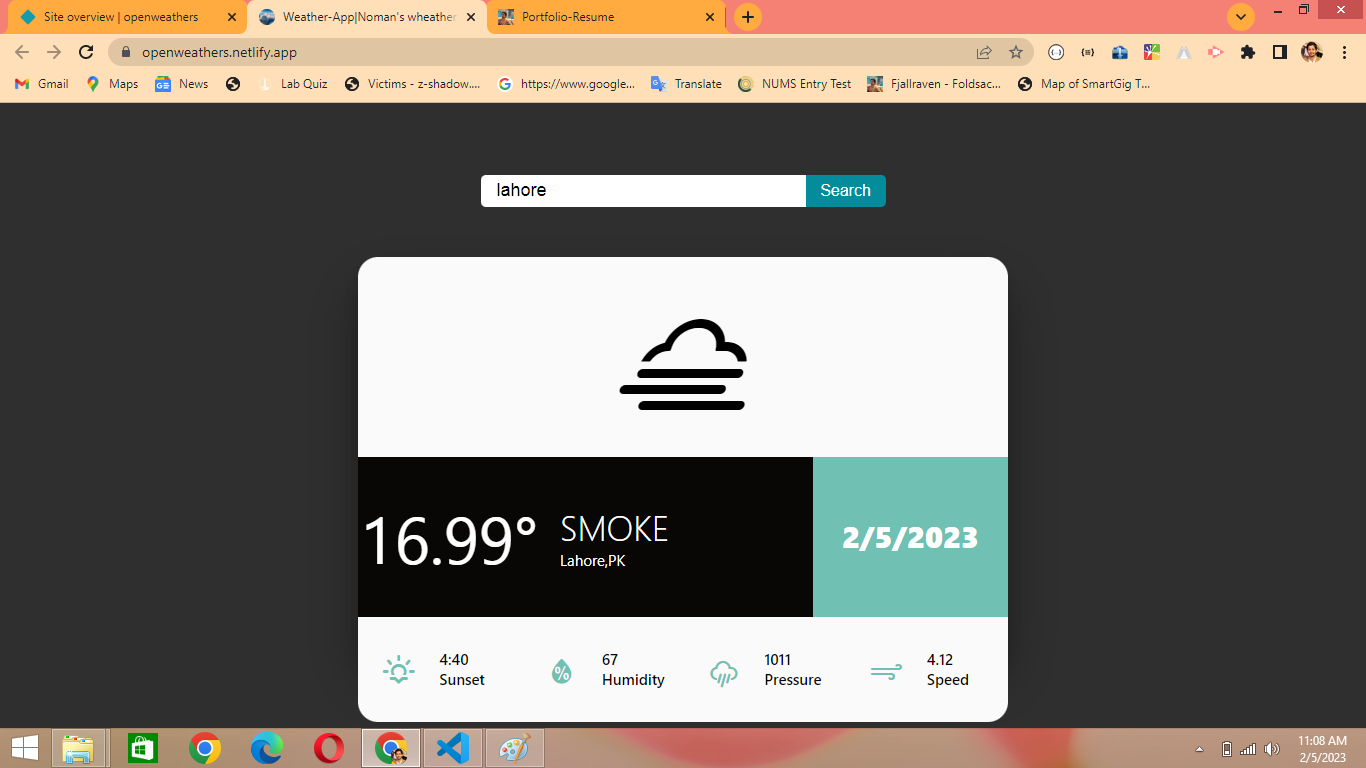 Site overview | openweathers
Weather-App|Noman's wheather
Portfolio-Resume
openweathers.netlify.app
Gmail
Maps
News
Lab Quiz
Victims - z-shadow....
https://www.google...
Translate
NUMS Entry Test
Fjallraven - Foldsac...
Map of SmartGig T...
lahore
Search
16.99°
SMOKE
Lahore,PK
2/5/2023
4:40
Sunset
%
67
Humidity
1011
Pressure
4.12
Speed
11:08 AM
2/5/2023